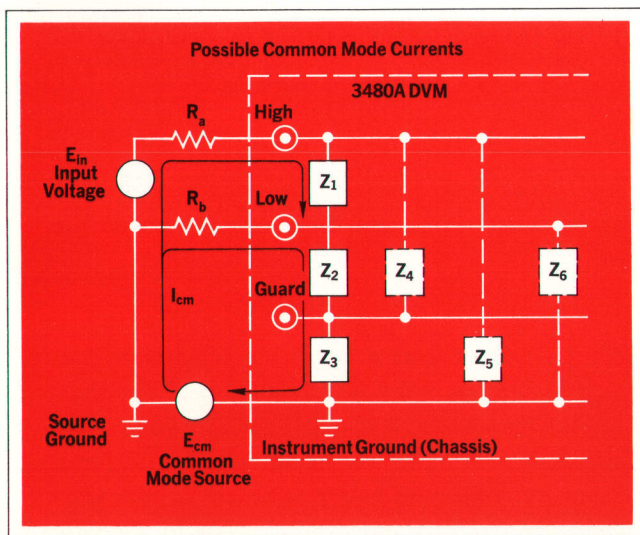 Possible Common Mode Currents
3480A DVM
Ra
High
Ein
Input
Voltage
Z1
Rb
Low
Z2
Z4
Z6
Icm
Guard
Z3
Z5
Source
Ground
Ecm
Common
Mode Source
Instrument Ground (Chassis)